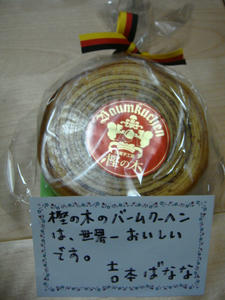 Baumkuchen
樫の木
樫の木のバームクーヘン
は、世界一おいしい
です。
吉本ばなな